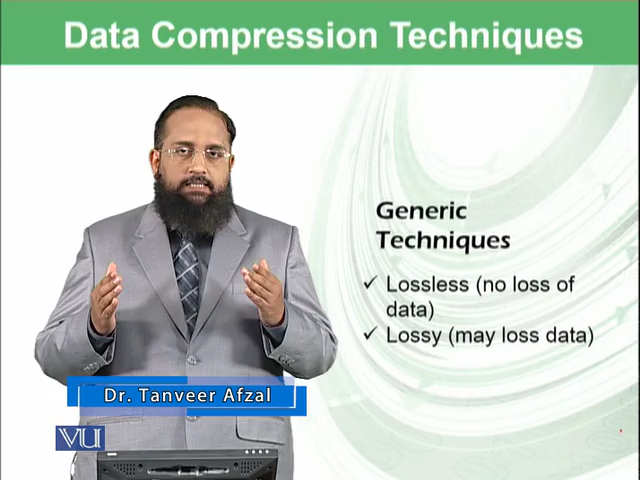 Data Compression Techniques
Generic
Techniques
✓ Lossless (no loss of
data)
✓ Lossy (may loss data)
Dr. Tanveer Afzal
VU